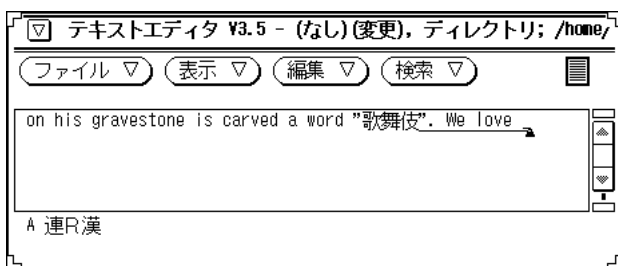 テキストエディタ V3.5 - (なし)(変更), ディレクトリ; /home/
ファイル 表示 編集 検索
on his gravestone is carved a word ”歌舞伎”. We love
A 連R漢